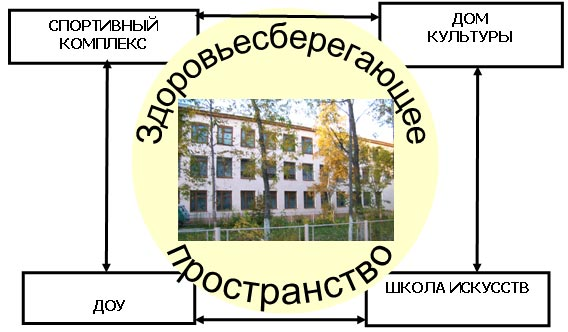 СПОРТИВНЫЙ
КОМПЛЕКС
ДОМ
КУЛЬТУРЫ
Здоровьесберегающее
пространство
ДОУ
ШКОЛА ИСКУССТВ